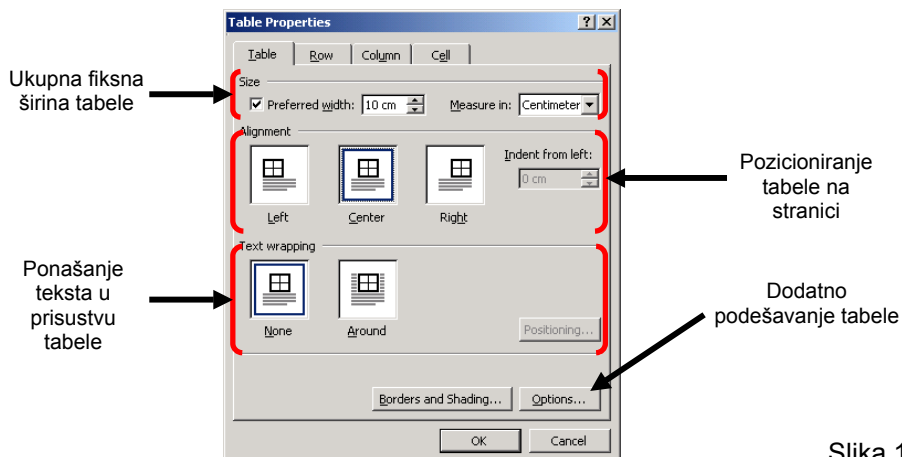 Table Properties
Table Row Column Cell
Ukupna fiksna
širina tabele
Size
Preferred width: 10 cm Measure in: Centimeter
Alignment
Indent from left:
0 cm
Left Center Right
Pozicioniranje
tabele na
stranici
Text wrapping
Ponašanje
teksta u
prisustvu
tabele
None Around
Positioning...
Dodatno
podešavanje tabele
Borders and Shading... Options...
OK Cancel
Slika 1